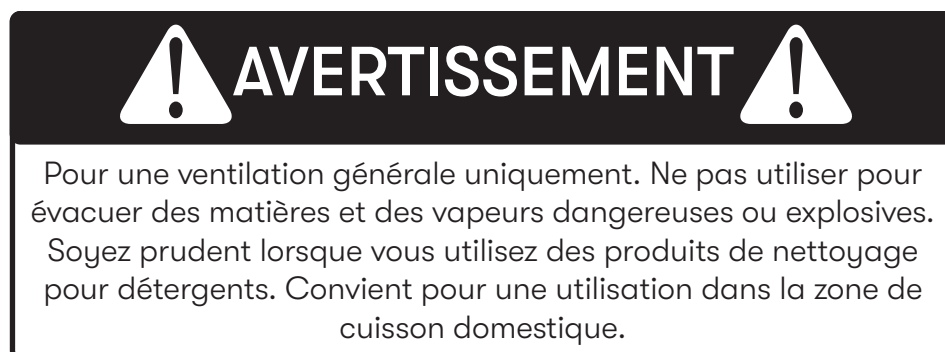 AVERTISSEMENT
Pour une ventilation générale uniquement. Ne pas utiliser pour
évacuer des matières et des vapeurs dangereuses ou explosives.
Soyez prudent lorsque vous utilisez des produits de nettoyage
pour détergents. Convient pour une utilisation dans la zone de
cuisson domestique.